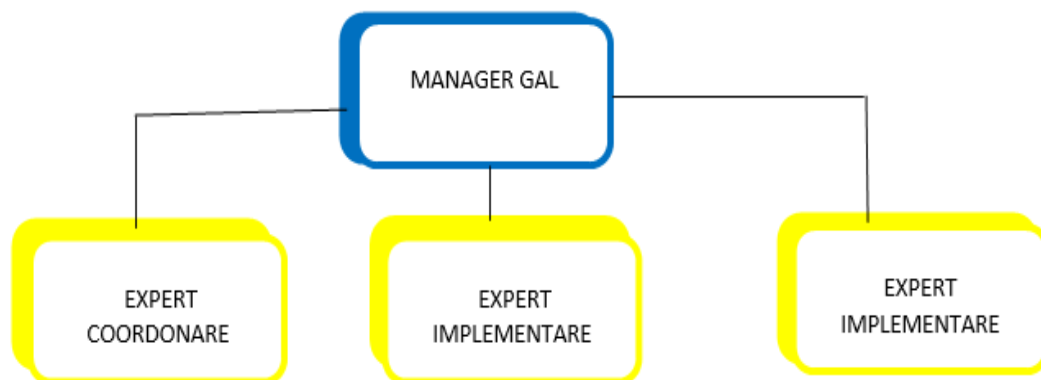 MANAGER GAL
EXPERT
COORDONARE
EXPERT
IMPLEMENTARE
EXPERT
IMPLEMENTARE